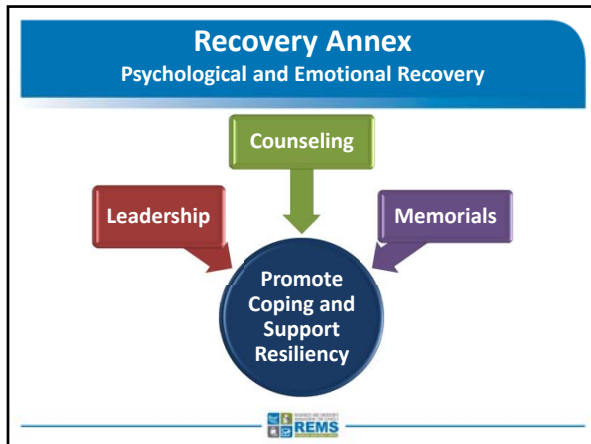 Recovery Annex
Psychological and Emotional Recovery
Counseling
Leadership
Memorials
Promote
Coping and
Support
Resiliency
REMS